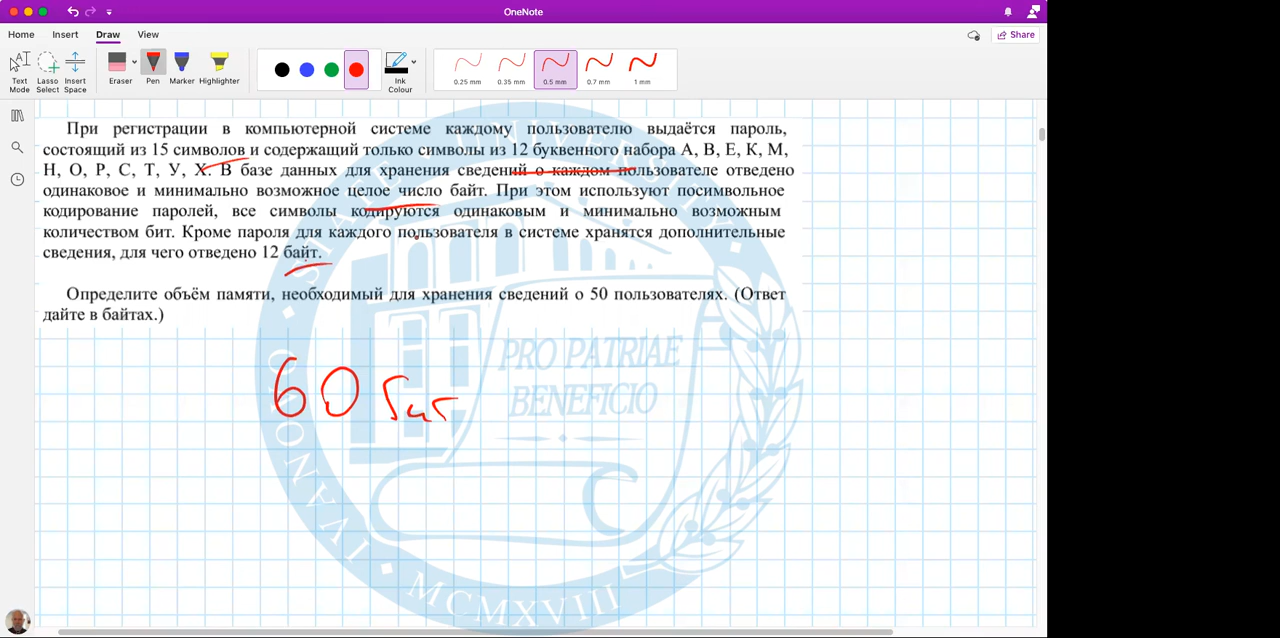 OneNote
Home Insert Draw View
Share
Text Mode
Lasso Select
Insert Space
Eraser
Pen
Marker
Highlighter
Ink Colour
0.25 mm
0.35 mm
0.5 mm
0.7 mm
1 mm
При регистрации в компьютерной системе каждому пользователю выдаётся пароль,
состоящий из 15 символов и содержащий только символы из 12 буквенного набора А, В, Е, К, М,
Н, О, Р, С, Т, У, Х. В базе данных для хранения сведений о каждом пользователе отведено
одинаковое и минимально возможное целое число байт. При этом используют посимвольное
кодирование паролей, все символы кодируются одинаковым и минимально возможным
количеством бит. Кроме пароля для каждого пользователя в системе хранятся дополнительные
сведения, для чего отведено 12 байт.
Определите объём памяти, необходимый для хранения сведений о 50 пользователях. (Ответ
дайте в байтах.)
60 бит
PRO PATRIAE
BENEFICIO
STATE UNIVERSITY
IVANOVO
MCMXVIII